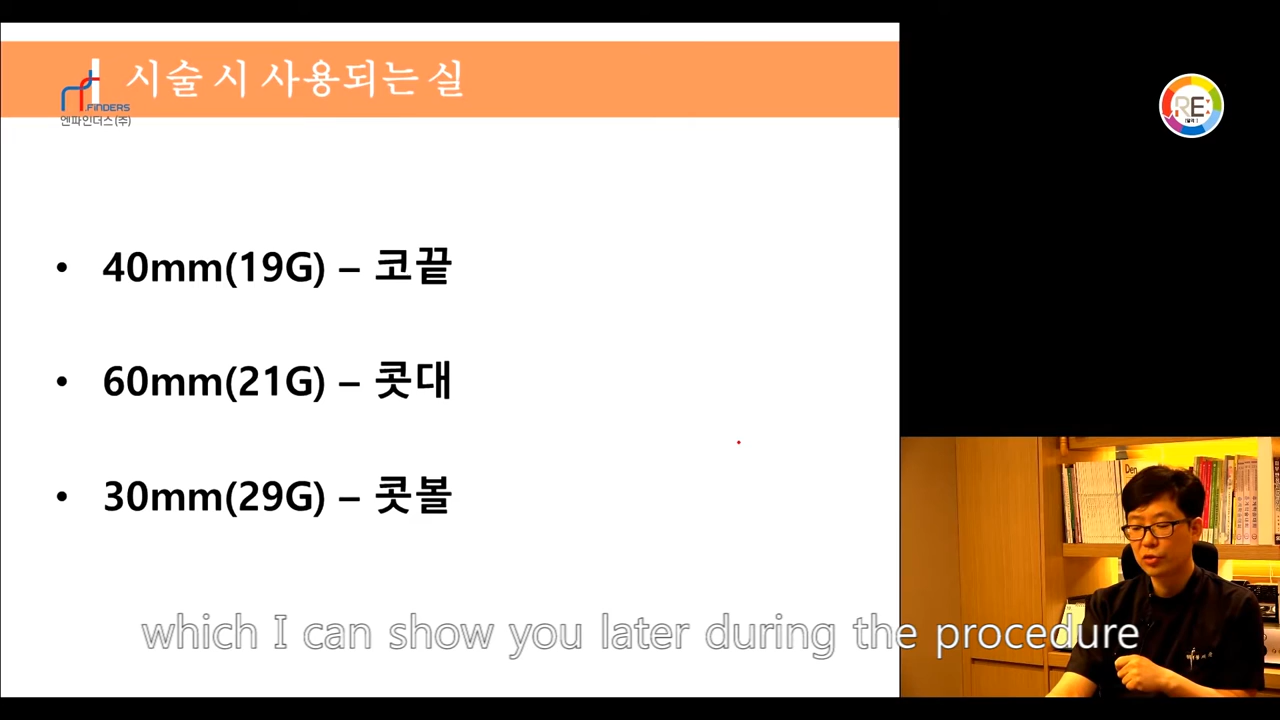 시술 시 사용되는 실
.FINDERS
엔파인더스(주)
RE
• 40mm(19G) – 코끝
• 60mm(21G) – 콧대
• 30mm(29G) – 콧볼
Den
which I can show you later during the procedure